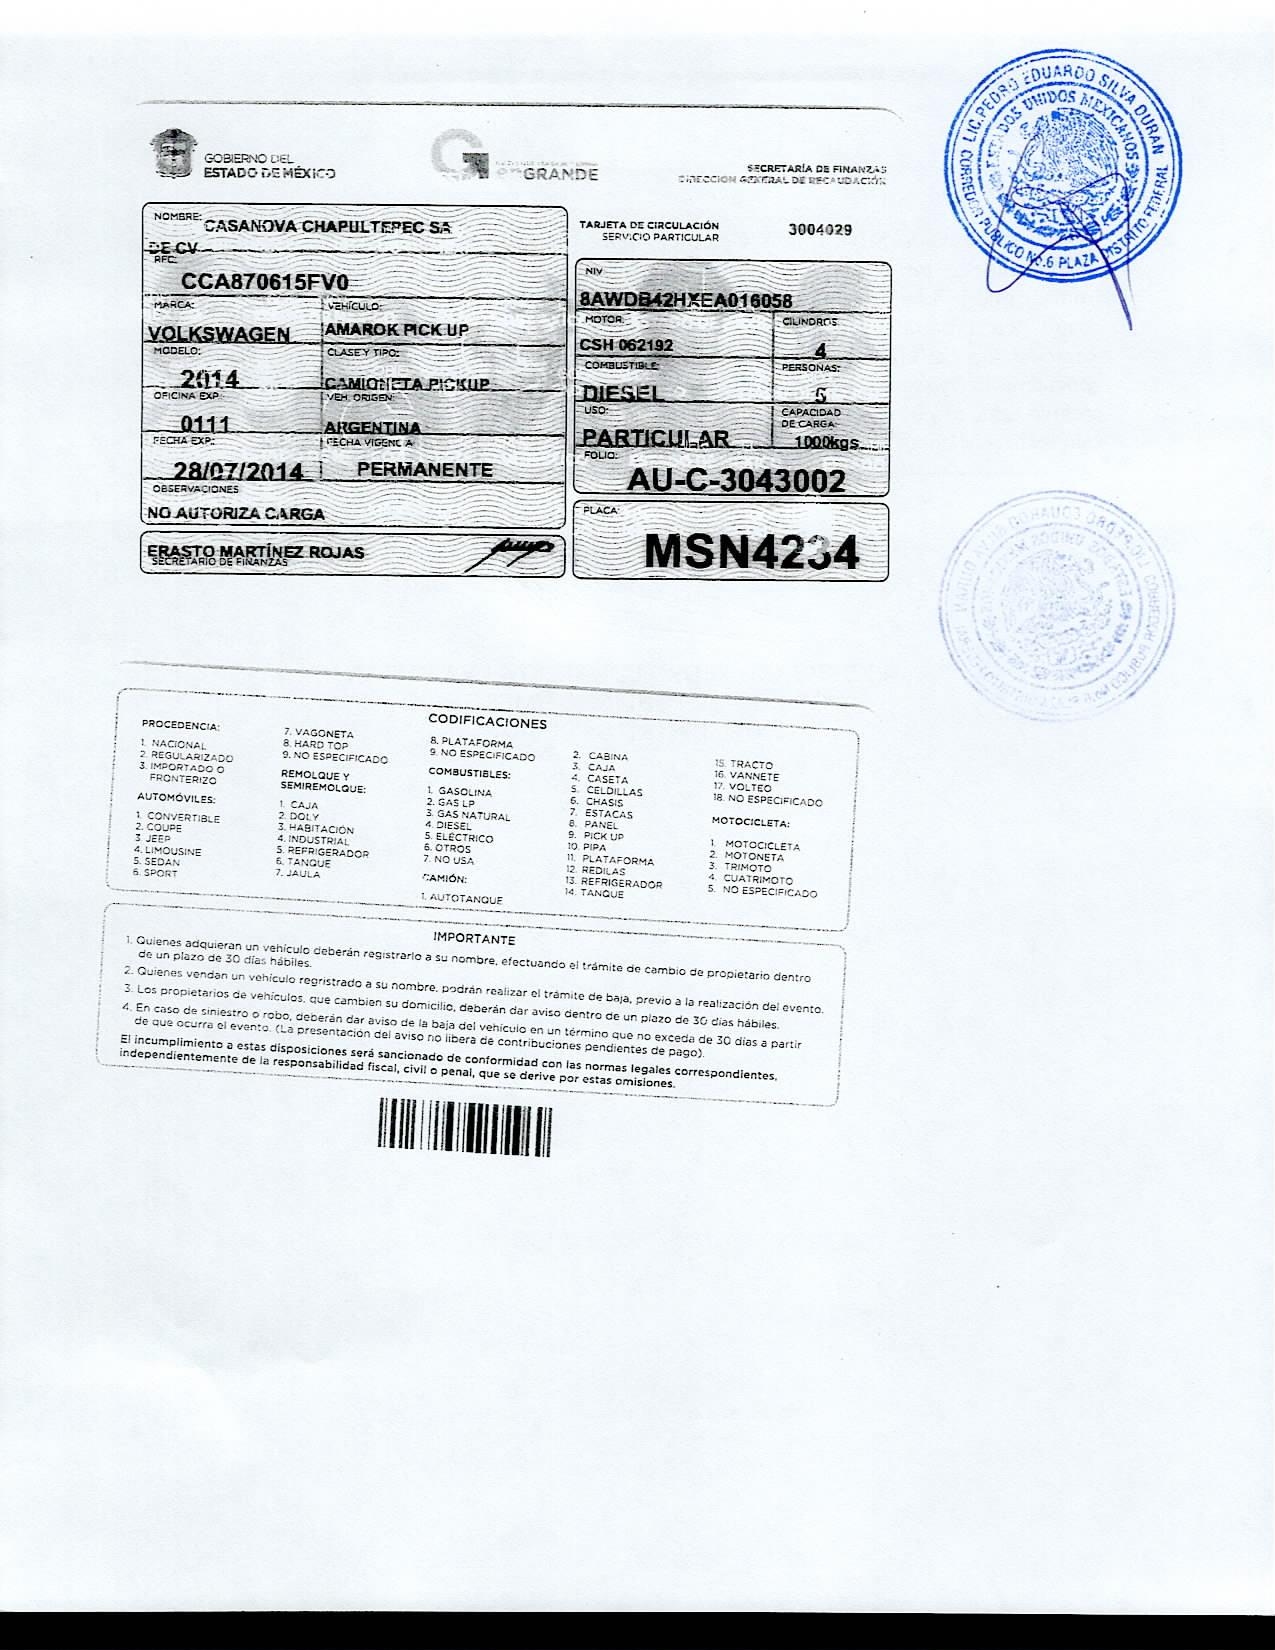 GOBIERNO DEL
ESTADO DE MÉXICO
GRANDE
SECRETARÍA DE FINANZAS
DIRECCION GENERAL DE RECAUDACIÓN
NOMBRE: CASANOVA CHAPULTEPEC SA
DE CV
RFC:
CCA870615FV0
MARCA: VEHÍCULO:
VOLKSWAGEN AMAROK PICK UP
MODELO: CLASE Y TIPO:
2014 CAMIONETA PICKUP
OFICINA EXP.: VEH. ORIGEN:
0111 ARGENTINA
FECHA EXP.: FECHA VIGENCIA
28/07/2014 PERMANENTE
OBSERVACIONES
NO AUTORIZA CARGA
ERASTO MARTÍNEZ ROJAS
SECRETARIO DE FINANZAS
TARJETA DE CIRCULACIÓN 3004029
SERVICIO PARTICULAR
NIV
8AWDB42HXEA016058
MOTOR: CILINDROS:
CSH 062192 4
COMBUSTIBLE: PERSONAS:
DIESEL 5
USO: CAPACIDAD
DE CARGA:
PARTICULAR 1000kgs
FOLIO:
AU-C-3043002
PLACA:
MSN4234
CORREDOR PUBLICO No.6 PLAZA DISTRITO FEDERAL
LIC. PEDRO EDUARDO SILVA DURAN
ESTADOS UNIDOS MEXICANOS
CODIFICACIONES
PROCEDENCIA:
1. NACIONAL
2. REGULARIZADO
3. IMPORTADO O
FRONTERIZO
AUTOMÓVILES:
1. CONVERTIBLE
2. COUPE
3. JEEP
4. LIMOUSINE
5. SEDAN
6. SPORT
7. VAGONETA
8. HARD TOP
9. NO ESPECIFICADO
REMOLQUE Y
SEMIREMOLQUE:
1. CAJA
2. DOLY
3. HABITACIÓN
4. INDUSTRIAL
5. REFRIGERADOR
6. TANQUE
7. JAULA
8. PLATAFORMA
9. NO ESPECIFICADO
COMBUSTIBLES:
1. GASOLINA
2. GAS LP
3. GAS NATURAL
4. DIESEL
5. ELÉCTRICO
6. OTROS
7. NO USA
CAMIÓN:
1. AUTOTANQUE
2. CABINA
3. CAJA
4. CASETA
5. CELDILLAS
6. CHASIS
7. ESTACAS
8. PANEL
9. PICK UP
10. PIPA
11. PLATAFORMA
12. REDILAS
13. REFRIGERADOR
14. TANQUE
15. TRACTO
16. VANNETE
17. VOLTEO
18. NO ESPECIFICADO
MOTOCICLETA:
1. MOTOCICLETA
2. MOTONETA
3. TRIMOTO
4. CUATRIMOTO
5. NO ESPECIFICADO
IMPORTANTE
1. Quienes adquieran un vehículo deberán registrarlo a su nombre, efectuando el trámite de cambio de propietario dentro
de un plazo de 30 días hábiles.
2. Quienes vendan un vehículo regristrado a su nombre, podrán realizar el trámite de baja, previo a la realización del evento.
3. Los propietarios de vehículos, que cambien su domicilio, deberán dar aviso dentro de un plazo de 30 días hábiles.
4. En caso de siniestro o robo, deberán dar aviso de la baja del vehículo en un término que no exceda de 30 días a partir
de que ocurra el evento. (La presentación del aviso no libera de contribuciones pendientes de pago).
El incumplimiento a estas disposiciones será sancionado de conformidad con las normas legales correspondientes,
independientemente de la responsabilidad fiscal, civil o penal, que se derive por estas omisiones.